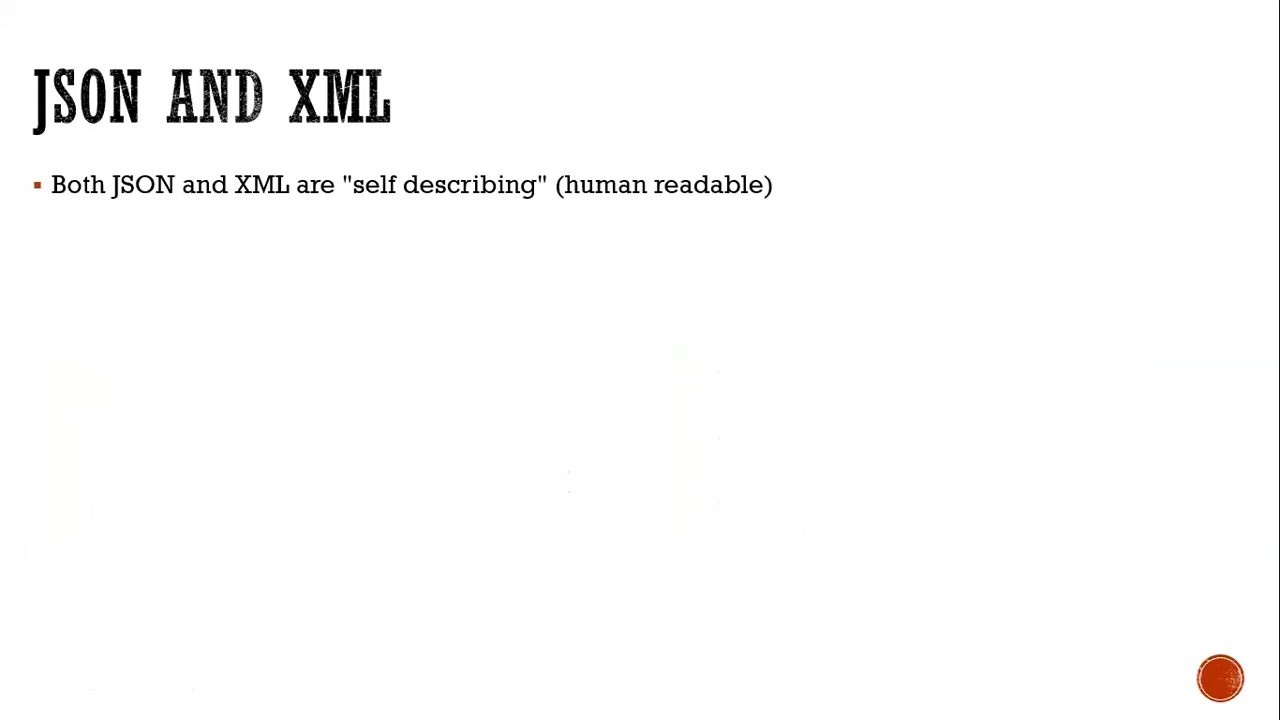 JSON AND XML
Both JSON and XML are "self describing" (human readable)